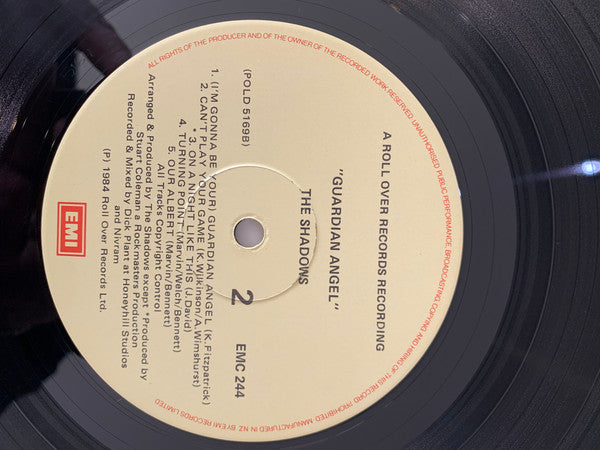 ALL RIGHTS OF THE PRODUCER AND OF THE OWNER OF THE RECORDED WORK RESERVED. UNAUTHORISED PUBLIC PERFORMANCE, BROADCASTING, COPYING AND HIRING OF THIS RECORD PROHIBITED. MANUFACTURED IN NZ BY EMI RECORDS LIMITED
A ROLL OVER RECORDS RECORDING
"GUARDIAN ANGEL"
THE SHADOWS
(POLD 5169B)
2
EMC 244
1. (I'M GONNA BE YOUR) GUARDIAN ANGEL (K. Fitzpatrick)
2. CAN'T PLAY YOUR GAME (K. Wilkinson/A. Wimshurst)
* 3. ON A NIGHT LIKE THIS (J. David)
4. TURNING POINT (Marvin/Welch/Bennett)
5. OUR ALBERT (Marvin/Bennett)
All Tracks Copyright Control
Arranged & Produced by The Shadows except *Produced by
Stuart Coleman a Rockmasters Production
Recorded & Mixed by Dick Plant at Honeyhill Studios
and Nivram
(P) 1984 Roll Over Records Ltd.
EMI